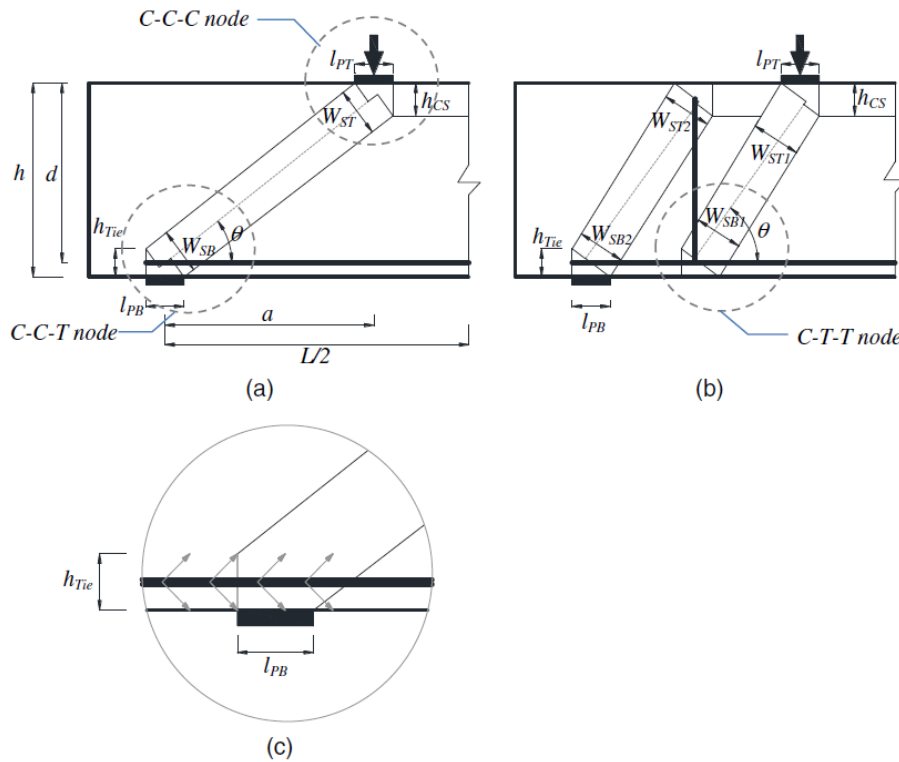 C-C-C node
l_PT
h_CS
W_ST
h
d
h_Tie
W_SB
θ
l_PB
a
C-C-T node
L/2
(a)
l_PT
h_CS
W_ST2
W_ST1
W_SB1
θ
h_Tie
W_SB2
l_PB
C-T-T node
(b)
h_Tie
l_PB
(c)